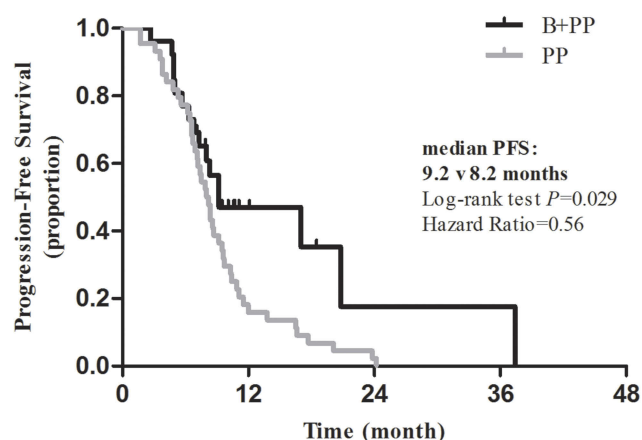 B+PP
PP
median PFS:
9.2 v 8.2 months
Log-rank test P=0.029
Hazard Ratio=0.56
Progression-Free Survival
(proportion)
1.0
0.8
0.6
0.4
0.2
0.0
0 12 24 36 48
Time (month)